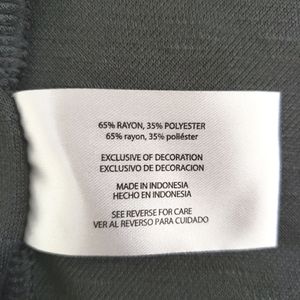 65% RAYON, 35% POLYESTER
65% rayon, 35% poliéster
EXCLUSIVE OF DECORATION
EXCLUSIVO DE DECORACION
MADE IN INDONESIA
HECHO EN INDONESIA
SEE REVERSE FOR CARE
VER AL REVERSO PARA CUIDADO